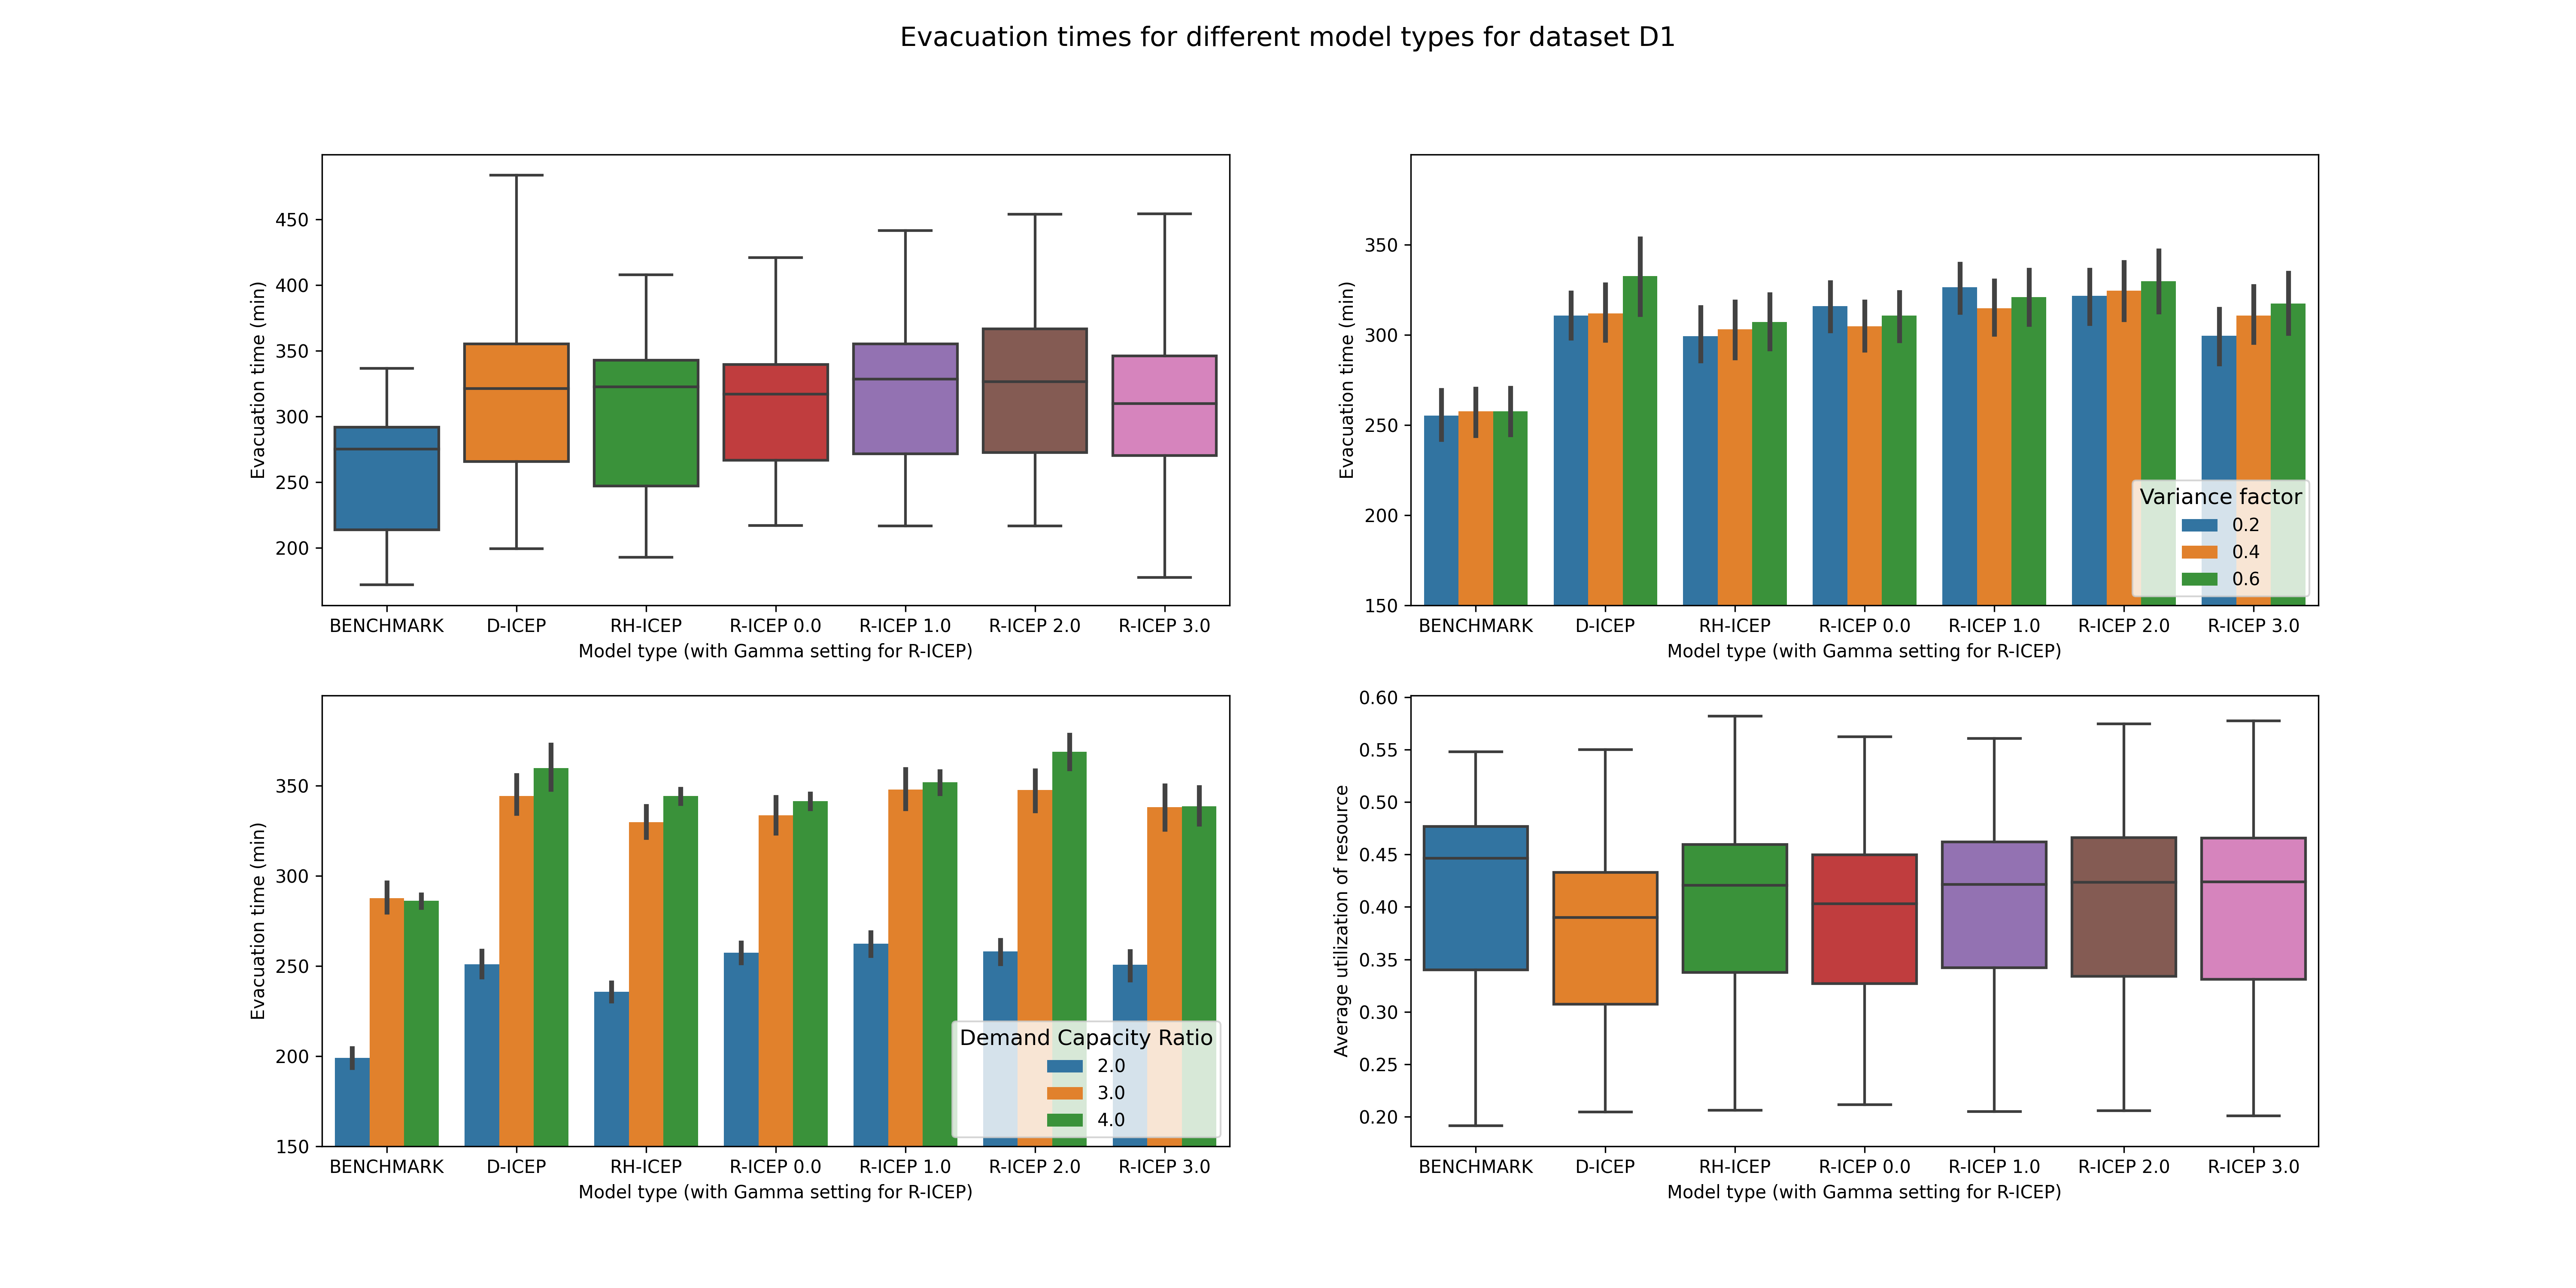 Evacuation times for different model types for dataset D1
Evacuation time (min)
450
400
350
300
250
200
BENCHMARK D-ICEP RH-ICEP R-ICEP 0.0 R-ICEP 1.0 R-ICEP 2.0 R-ICEP 3.0
Model type (with Gamma setting for R-ICEP)
Evacuation time (min)
350
300
250
200
150
Variance factor
0.2
0.4
0.6
BENCHMARK D-ICEP RH-ICEP R-ICEP 0.0 R-ICEP 1.0 R-ICEP 2.0 R-ICEP 3.0
Model type (with Gamma setting for R-ICEP)
Evacuation time (min)
350
300
250
200
150
Demand Capacity Ratio
2.0
3.0
4.0
BENCHMARK D-ICEP RH-ICEP R-ICEP 0.0 R-ICEP 1.0 R-ICEP 2.0 R-ICEP 3.0
Model type (with Gamma setting for R-ICEP)
Average utilization of resource
0.60
0.55
0.50
0.45
0.40
0.35
0.30
0.25
0.20
BENCHMARK D-ICEP RH-ICEP R-ICEP 0.0 R-ICEP 1.0 R-ICEP 2.0 R-ICEP 3.0
Model type (with Gamma setting for R-ICEP)